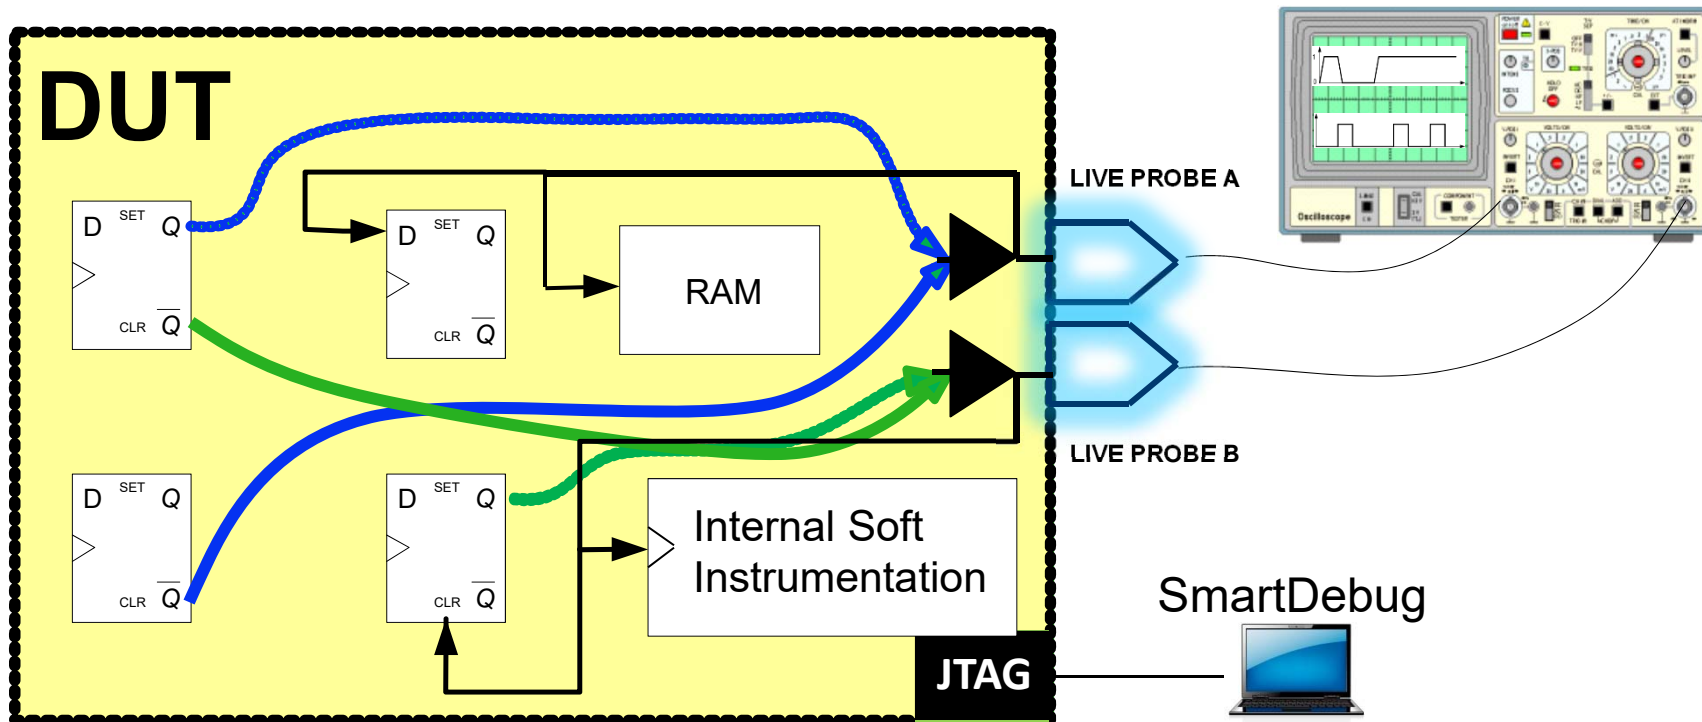 DUT
LIVE PROBE A
D SET Q
CLR Q
D SET Q
CLR Q
RAM
Oscilloscope
LIVE PROBE B
D SET Q
CLR Q
D SET Q
CLR Q
Internal Soft
Instrumentation
SmartDebug
JTAG